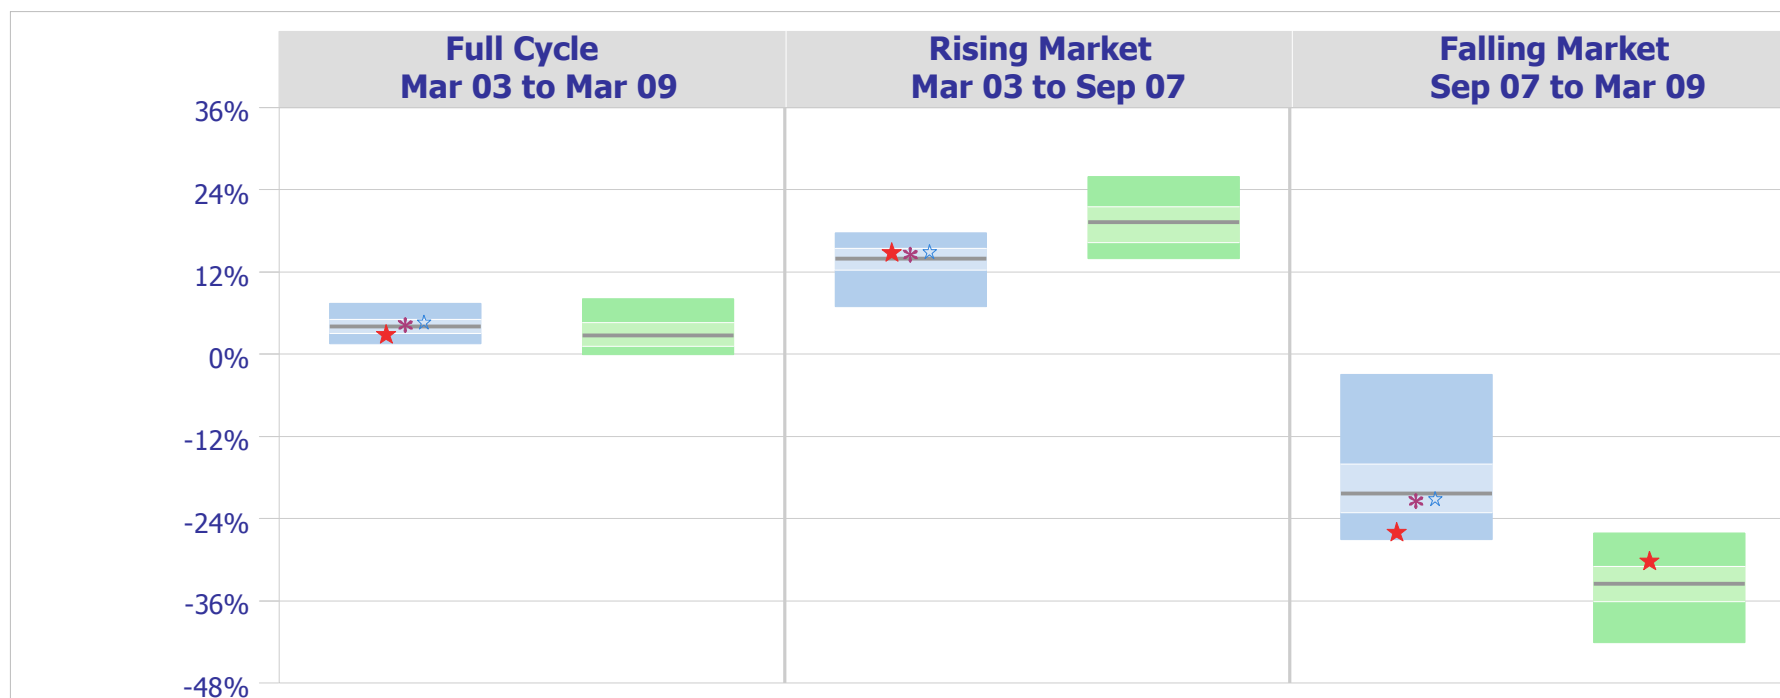 Full Cycle
Mar 03 to Mar 09
Rising Market
Mar 03 to Sep 07
Falling Market
Sep 07 to Mar 09
36%
24%
12%
0%
-12%
-24%
-36%
-48%